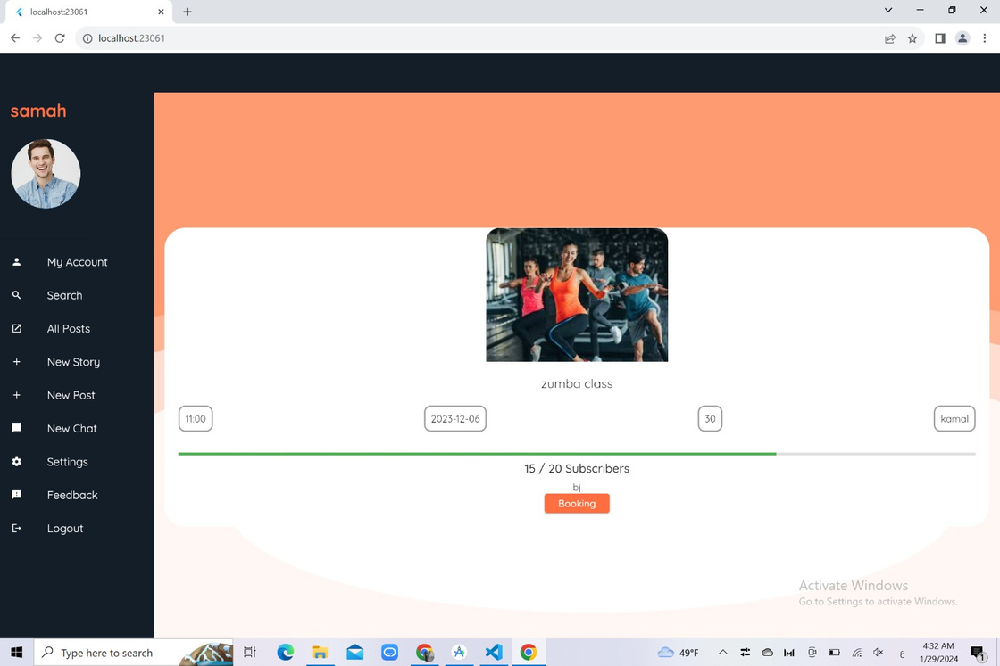 localhost:23061
localhost:23061
samah
My Account
Search
All Posts
New Story
New Post
New Chat
Settings
Feedback
Logout
zumba class
11:00
2023-12-06
30
kamal
15 / 20 Subscribers
bj
Booking
Activate Windows
Go to Settings to activate Windows.
Type here to search
49°F
ع
4:32 AM
1/29/2024
1